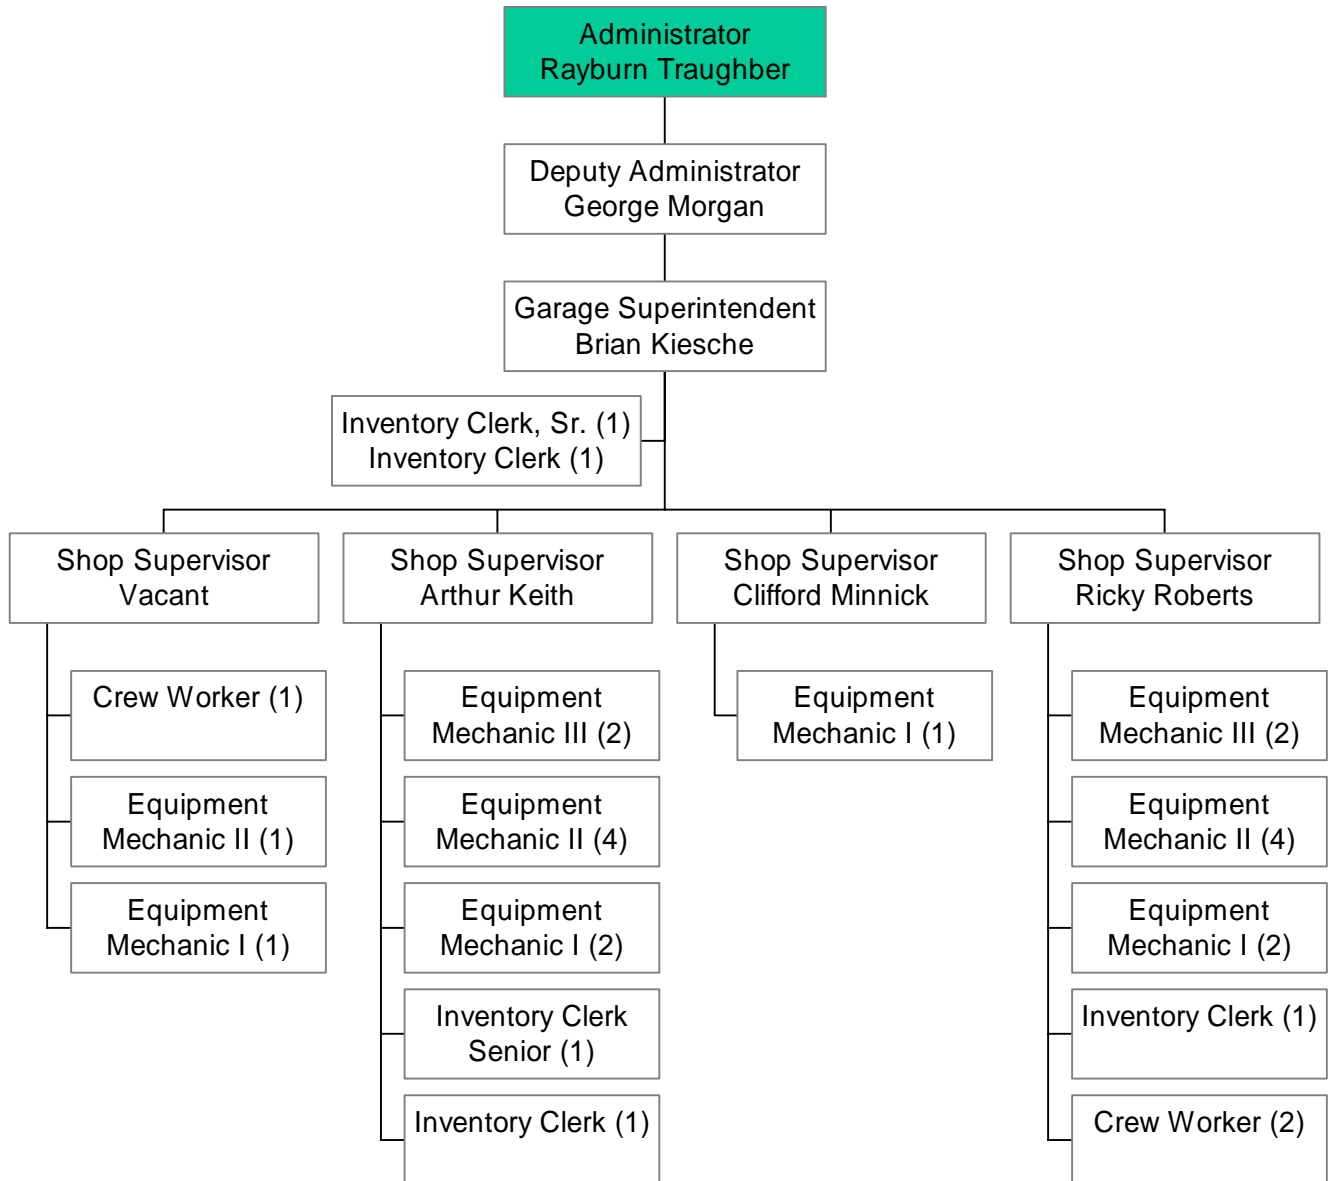 Administrator
Rayburn Traughber
Deputy Administrator
George Morgan
Garage Superintendent
Brian Kiesche
Inventory Clerk, Sr. (1)
Inventory Clerk (1)
Shop Supervisor
Vacant
Crew Worker (1)
Equipment
Mechanic II (1)
Equipment
Mechanic I (1)
Shop Supervisor
Arthur Keith
Equipment
Mechanic III (2)
Equipment
Mechanic II (4)
Equipment
Mechanic I (2)
Inventory Clerk
Senior (1)
Inventory Clerk (1)
Shop Supervisor
Clifford Minnick
Equipment
Mechanic I (1)
Shop Supervisor
Ricky Roberts
Equipment
Mechanic III (2)
Equipment
Mechanic II (4)
Equipment
Mechanic I (2)
Inventory Clerk (1)
Crew Worker (2)